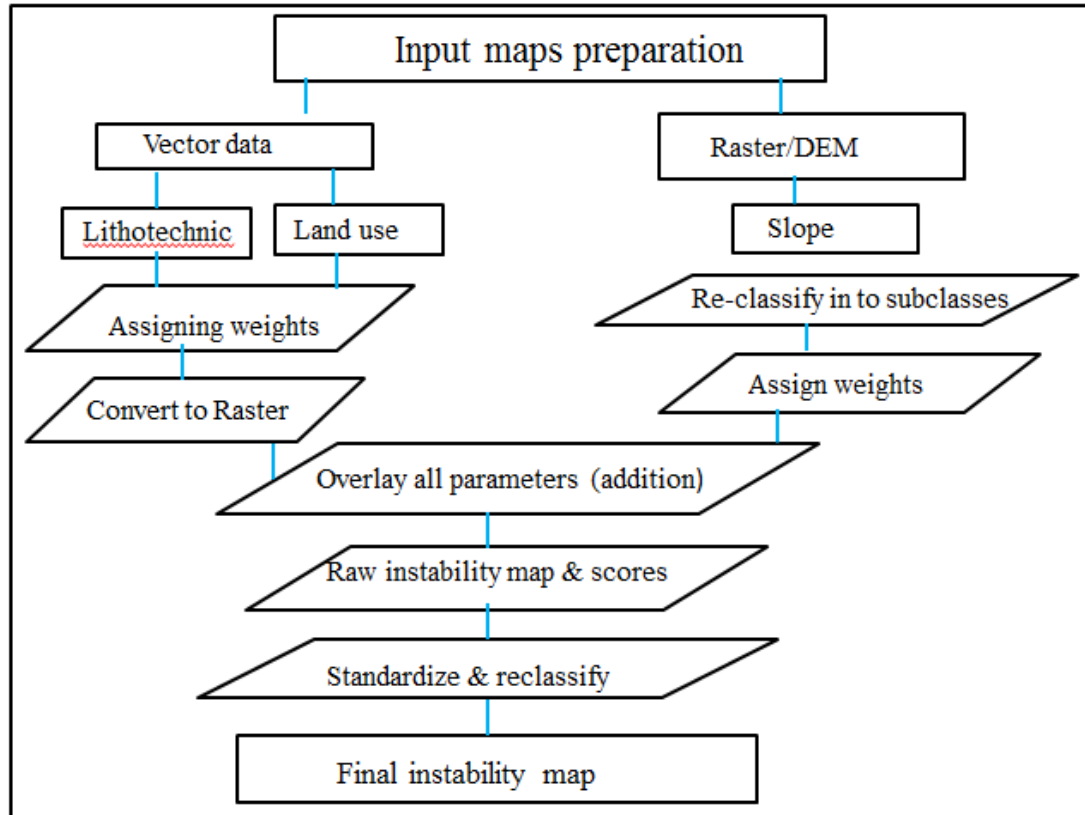 Input maps preparation
Vector data
Raster/DEM
Lithotechnic
Land use
Slope
Assigning weights
Re-classify in to subclasses
Convert to Raster
Assign weights
Overlay all parameters (addition)
Raw instability map & scores
Standardize & reclassify
Final instability map